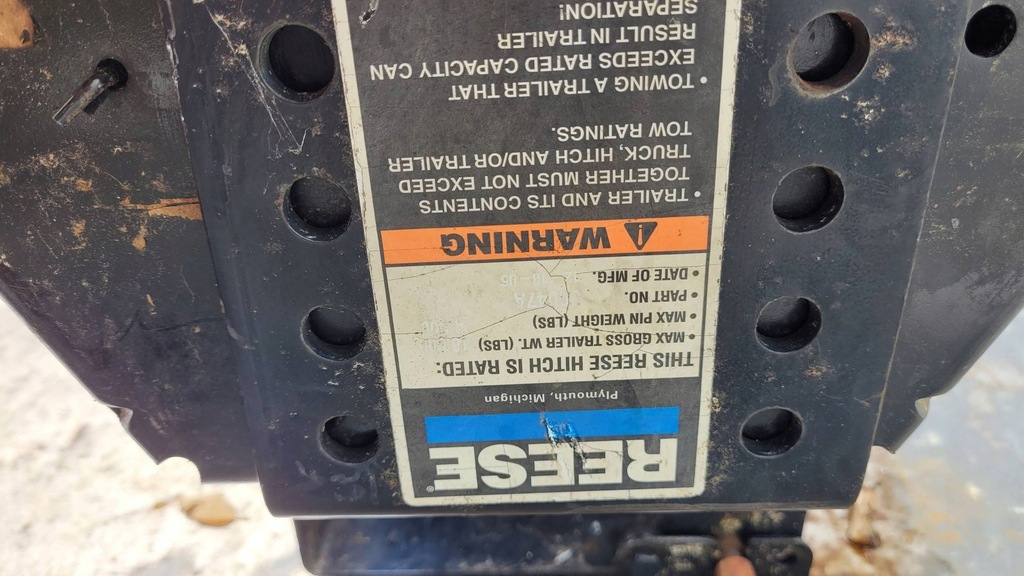 REESE®
Plymouth, Michigan
THIS REESE HITCH IS RATED:
• MAX GROSS TRAILER WT. (LBS)
• MAX PIN WEIGHT (LBS)
• PART NO.
• DATE OF MFG.
WARNING
• TRAILER AND ITS CONTENTS
TOGETHER MUST NOT EXCEED
TRUCK, HITCH AND/OR TRAILER
TOW RATINGS.
• TOWING A TRAILER THAT
EXCEEDS RATED CAPACITY CAN
RESULT IN TRAILER
SEPARATION!